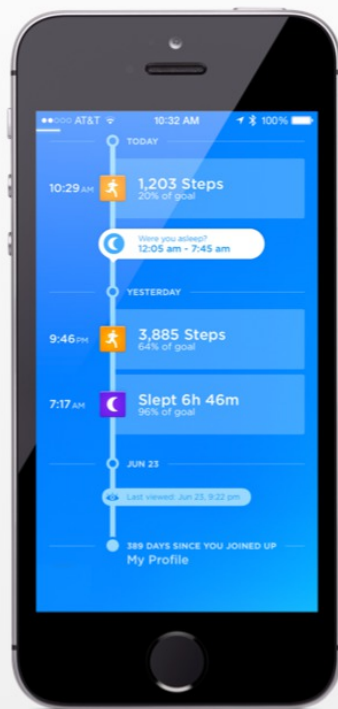 AT&T 10:32 AM 100%
TODAY
10:29 AM 1,203 Steps
20% of goal
Were you asleep?
12:05 am - 7:45 am
YESTERDAY
9:46 PM 3,885 Steps
64% of goal
7:17 AM Slept 6h 46m
96% of goal
JUN 23
Last viewed: Jun 23, 9:22 pm
389 DAYS SINCE YOU JOINED UP
My Profile